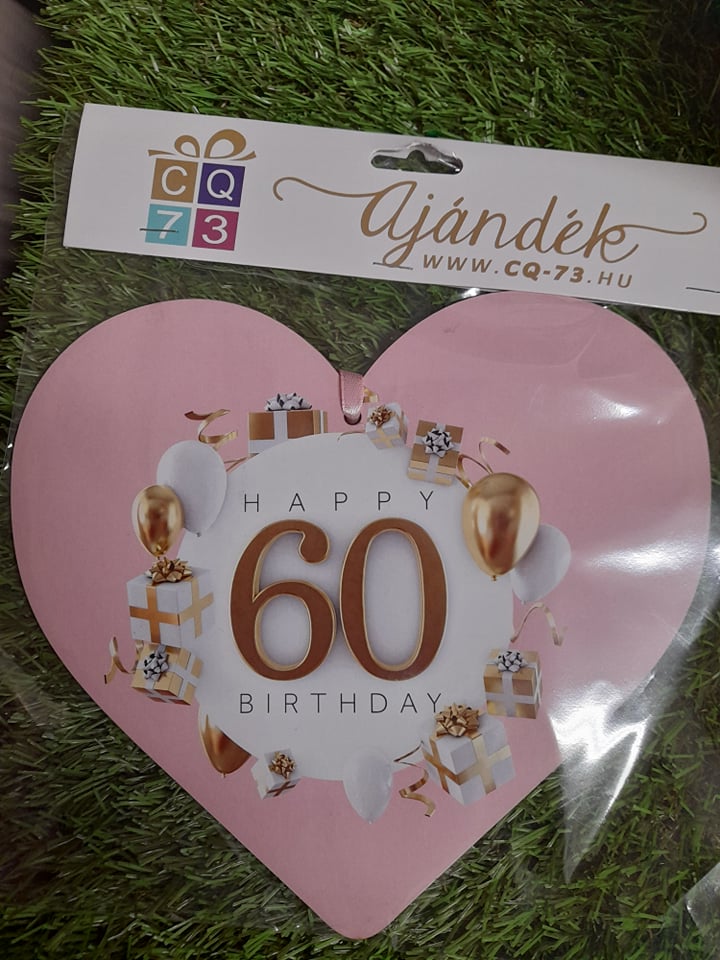 CQ
73
ajándék
WWW.CQ-73.HU
HAPPY
60
BIRTHDAY